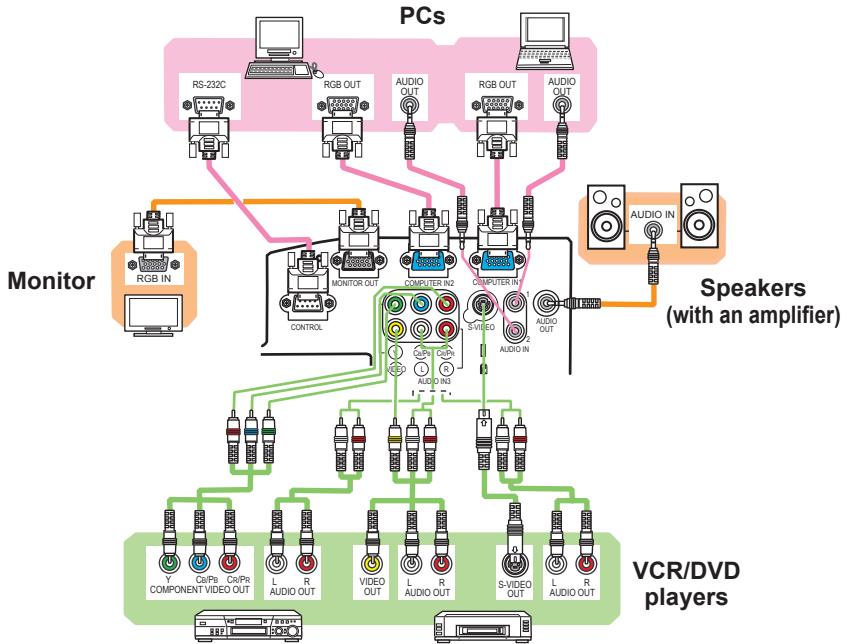 PCs
RS-232C
RGB OUT
AUDIO
OUT
RGB OUT
AUDIO
OUT
AUDIO IN
RGB IN
Monitor
Speakers
(with an amplifier)
MONITOR OUT
COMPUTER IN2
COMPUTER IN1
CONTROL
S-VIDEO
1
2
AUDIO IN
AUDIO
OUT
Y
CB/PB
CR/PR
VIDEO
L
R
AUDIO IN3
Y
CB/PB
CR/PR
COMPONENT VIDEO OUT
L
R
AUDIO OUT
VIDEO
OUT
L
R
AUDIO OUT
S-VIDEO
OUT
L
R
AUDIO OUT
VCR/DVD
players